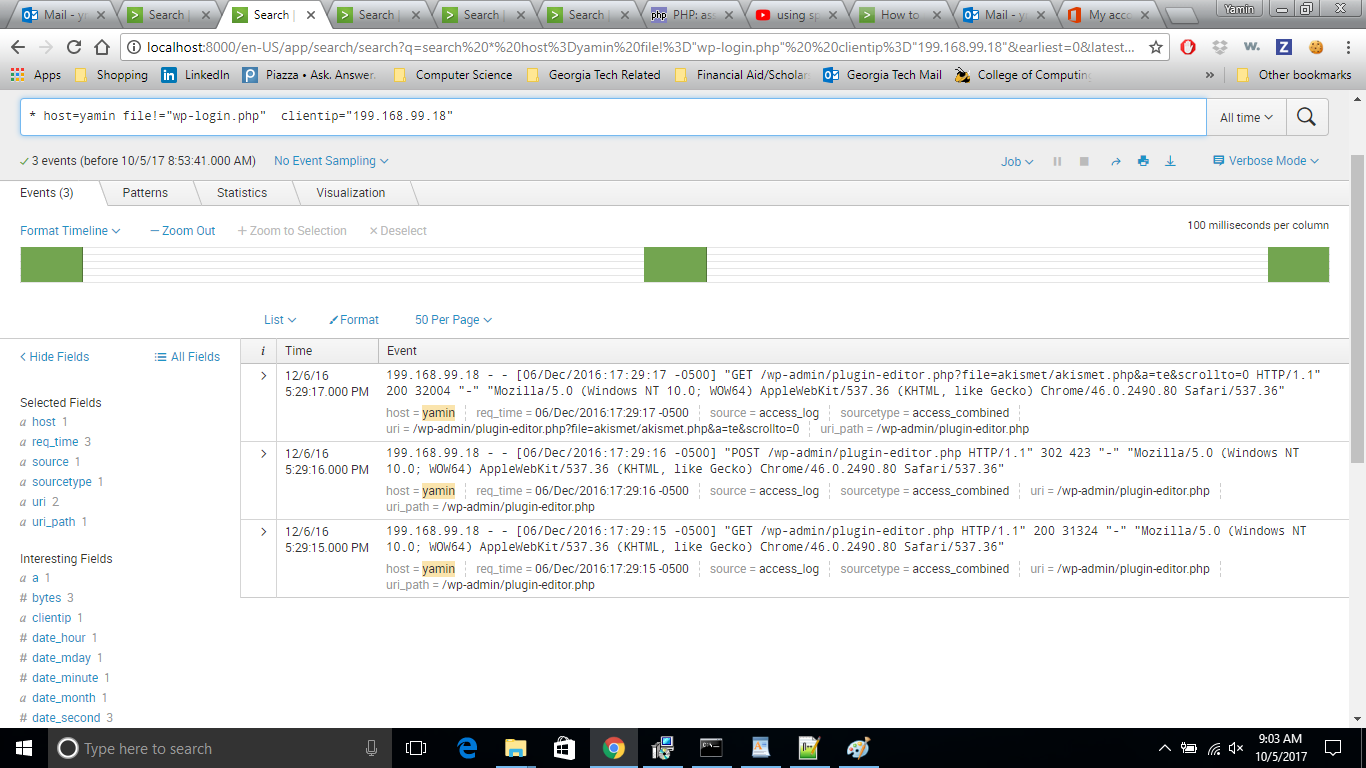 Mail - y
Search |
Search |
Search |
Search |
Search |
PHP: as
using sp
How to
Mail - y
My acco
Yamin
localhost:8000/en-US/app/search/search?q=search%20*%20host%3Dyamin%20file!%3D"wp-login.php"%20%20clientip%3D"199.168.99.18"&earliest=0&latest...
Apps Shopping LinkedIn Piazza • Ask. Answer. Computer Science Georgia Tech Related Financial Aid/Scholar Georgia Tech Mail College of Computin » Other bookmarks
* host=yamin file!="wp-login.php"  clientip="199.168.99.18"
All time
3 events (before 10/5/17 8:53:41.000 AM) No Event Sampling Job Verbose Mode
Events (3) Patterns Statistics Visualization
Format Timeline — Zoom Out + Zoom to Selection × Deselect 100 milliseconds per column
List Format 50 Per Page
< Hide Fields All Fields
i Time Event
Selected Fields
a host 1
a req_time 3
a source 1
a sourcetype 1
a uri 2
a uri_path 1
Interesting Fields
a a 1
# bytes 3
a clientip 1
# date_hour 1
# date_mday 1
# date_minute 1
a date_month 1
# date_second 3
12/6/16
5:29:17.000 PM
199.168.99.18 - - [06/Dec/2016:17:29:17 -0500] "GET /wp-admin/plugin-editor.php?file=akismet/akismet.php&a=te&scrollto=0 HTTP/1.1"
200 32004 "-" "Mozilla/5.0 (Windows NT 10.0; WOW64) AppleWebKit/537.36 (KHTML, like Gecko) Chrome/46.0.2490.80 Safari/537.36"
host = yamin req_time = 06/Dec/2016:17:29:17 -0500 source = access_log sourcetype = access_combined
uri = /wp-admin/plugin-editor.php?file=akismet/akismet.php&a=te&scrollto=0 uri_path = /wp-admin/plugin-editor.php
12/6/16
5:29:16.000 PM
199.168.99.18 - - [06/Dec/2016:17:29:16 -0500] "POST /wp-admin/plugin-editor.php HTTP/1.1" 302 423 "-" "Mozilla/5.0 (Windows NT
10.0; WOW64) AppleWebKit/537.36 (KHTML, like Gecko) Chrome/46.0.2490.80 Safari/537.36"
host = yamin req_time = 06/Dec/2016:17:29:16 -0500 source = access_log sourcetype = access_combined uri = /wp-admin/plugin-editor.php
uri_path = /wp-admin/plugin-editor.php
12/6/16
5:29:15.000 PM
199.168.99.18 - - [06/Dec/2016:17:29:15 -0500] "GET /wp-admin/plugin-editor.php HTTP/1.1" 200 31324 "-" "Mozilla/5.0 (Windows NT
10.0; WOW64) AppleWebKit/537.36 (KHTML, like Gecko) Chrome/46.0.2490.80 Safari/537.36"
host = yamin req_time = 06/Dec/2016:17:29:15 -0500 source = access_log sourcetype = access_combined uri = /wp-admin/plugin-editor.php
uri_path = /wp-admin/plugin-editor.php
Type here to search
9:03 AM
10/5/2017